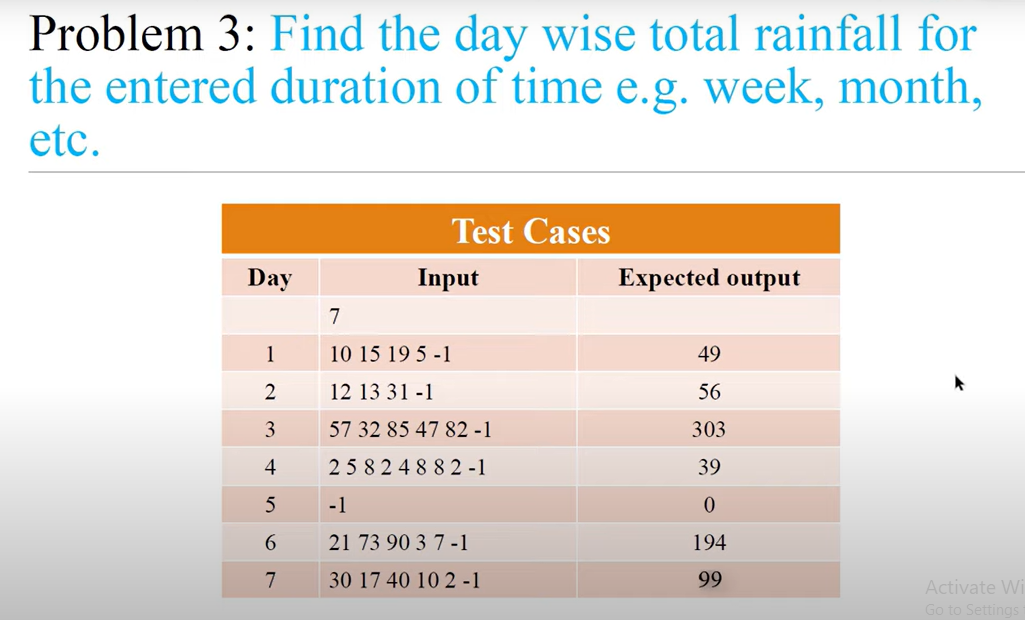 Problem 3: Find the day wise total rainfall for
the entered duration of time e.g. week, month,
etc.
Test Cases
Day Input Expected output
7
1 10 15 19 5 -1 49
2 12 13 31 -1 56
3 57 32 85 47 82 -1 303
4 2 5 8 2 4 8 8 2 -1 39
5 -1 0
6 21 73 90 3 7 -1 194
7 30 17 40 10 2 -1 99
Activate Wi
Go to Settings